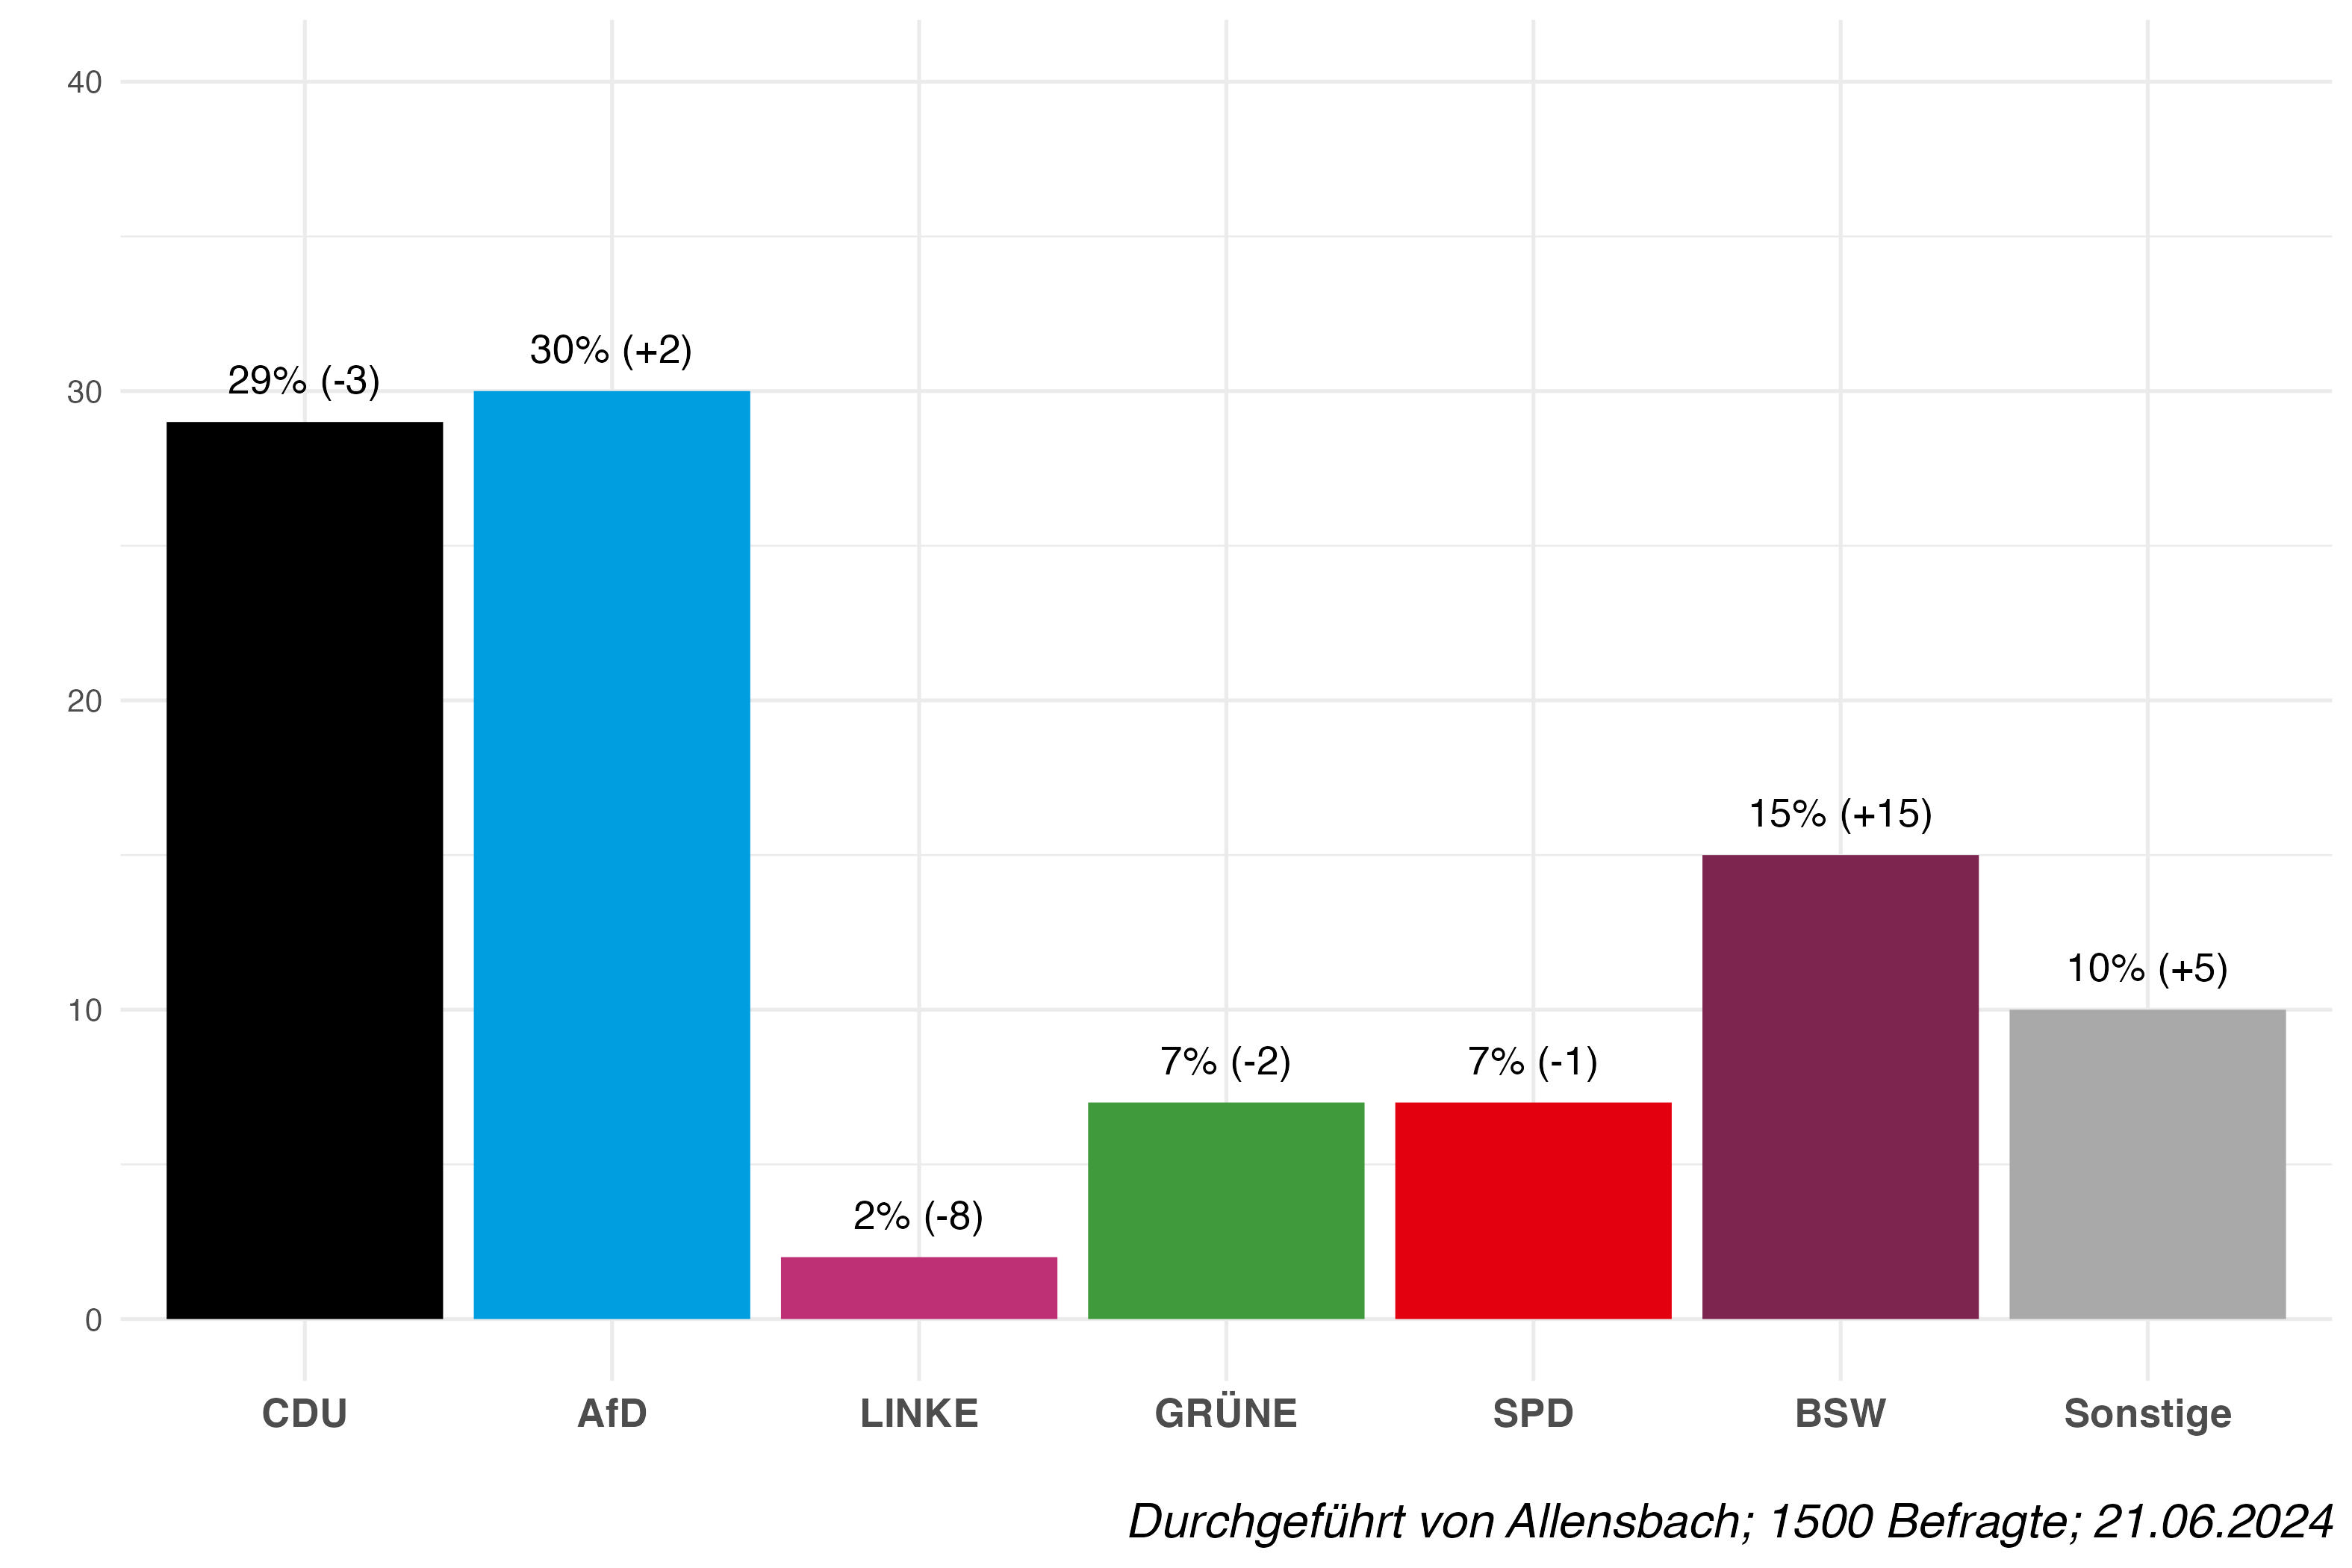 40
30
20
10
0
29% (-3)
30% (+2)
2% (-8)
7% (-2)
7% (-1)
15% (+15)
10% (+5)
CDU
AfD
LINKE
GRÜNE
SPD
BSW
Sonstige
Durchgeführt von Allensbach; 1500 Befragte; 21.06.2024